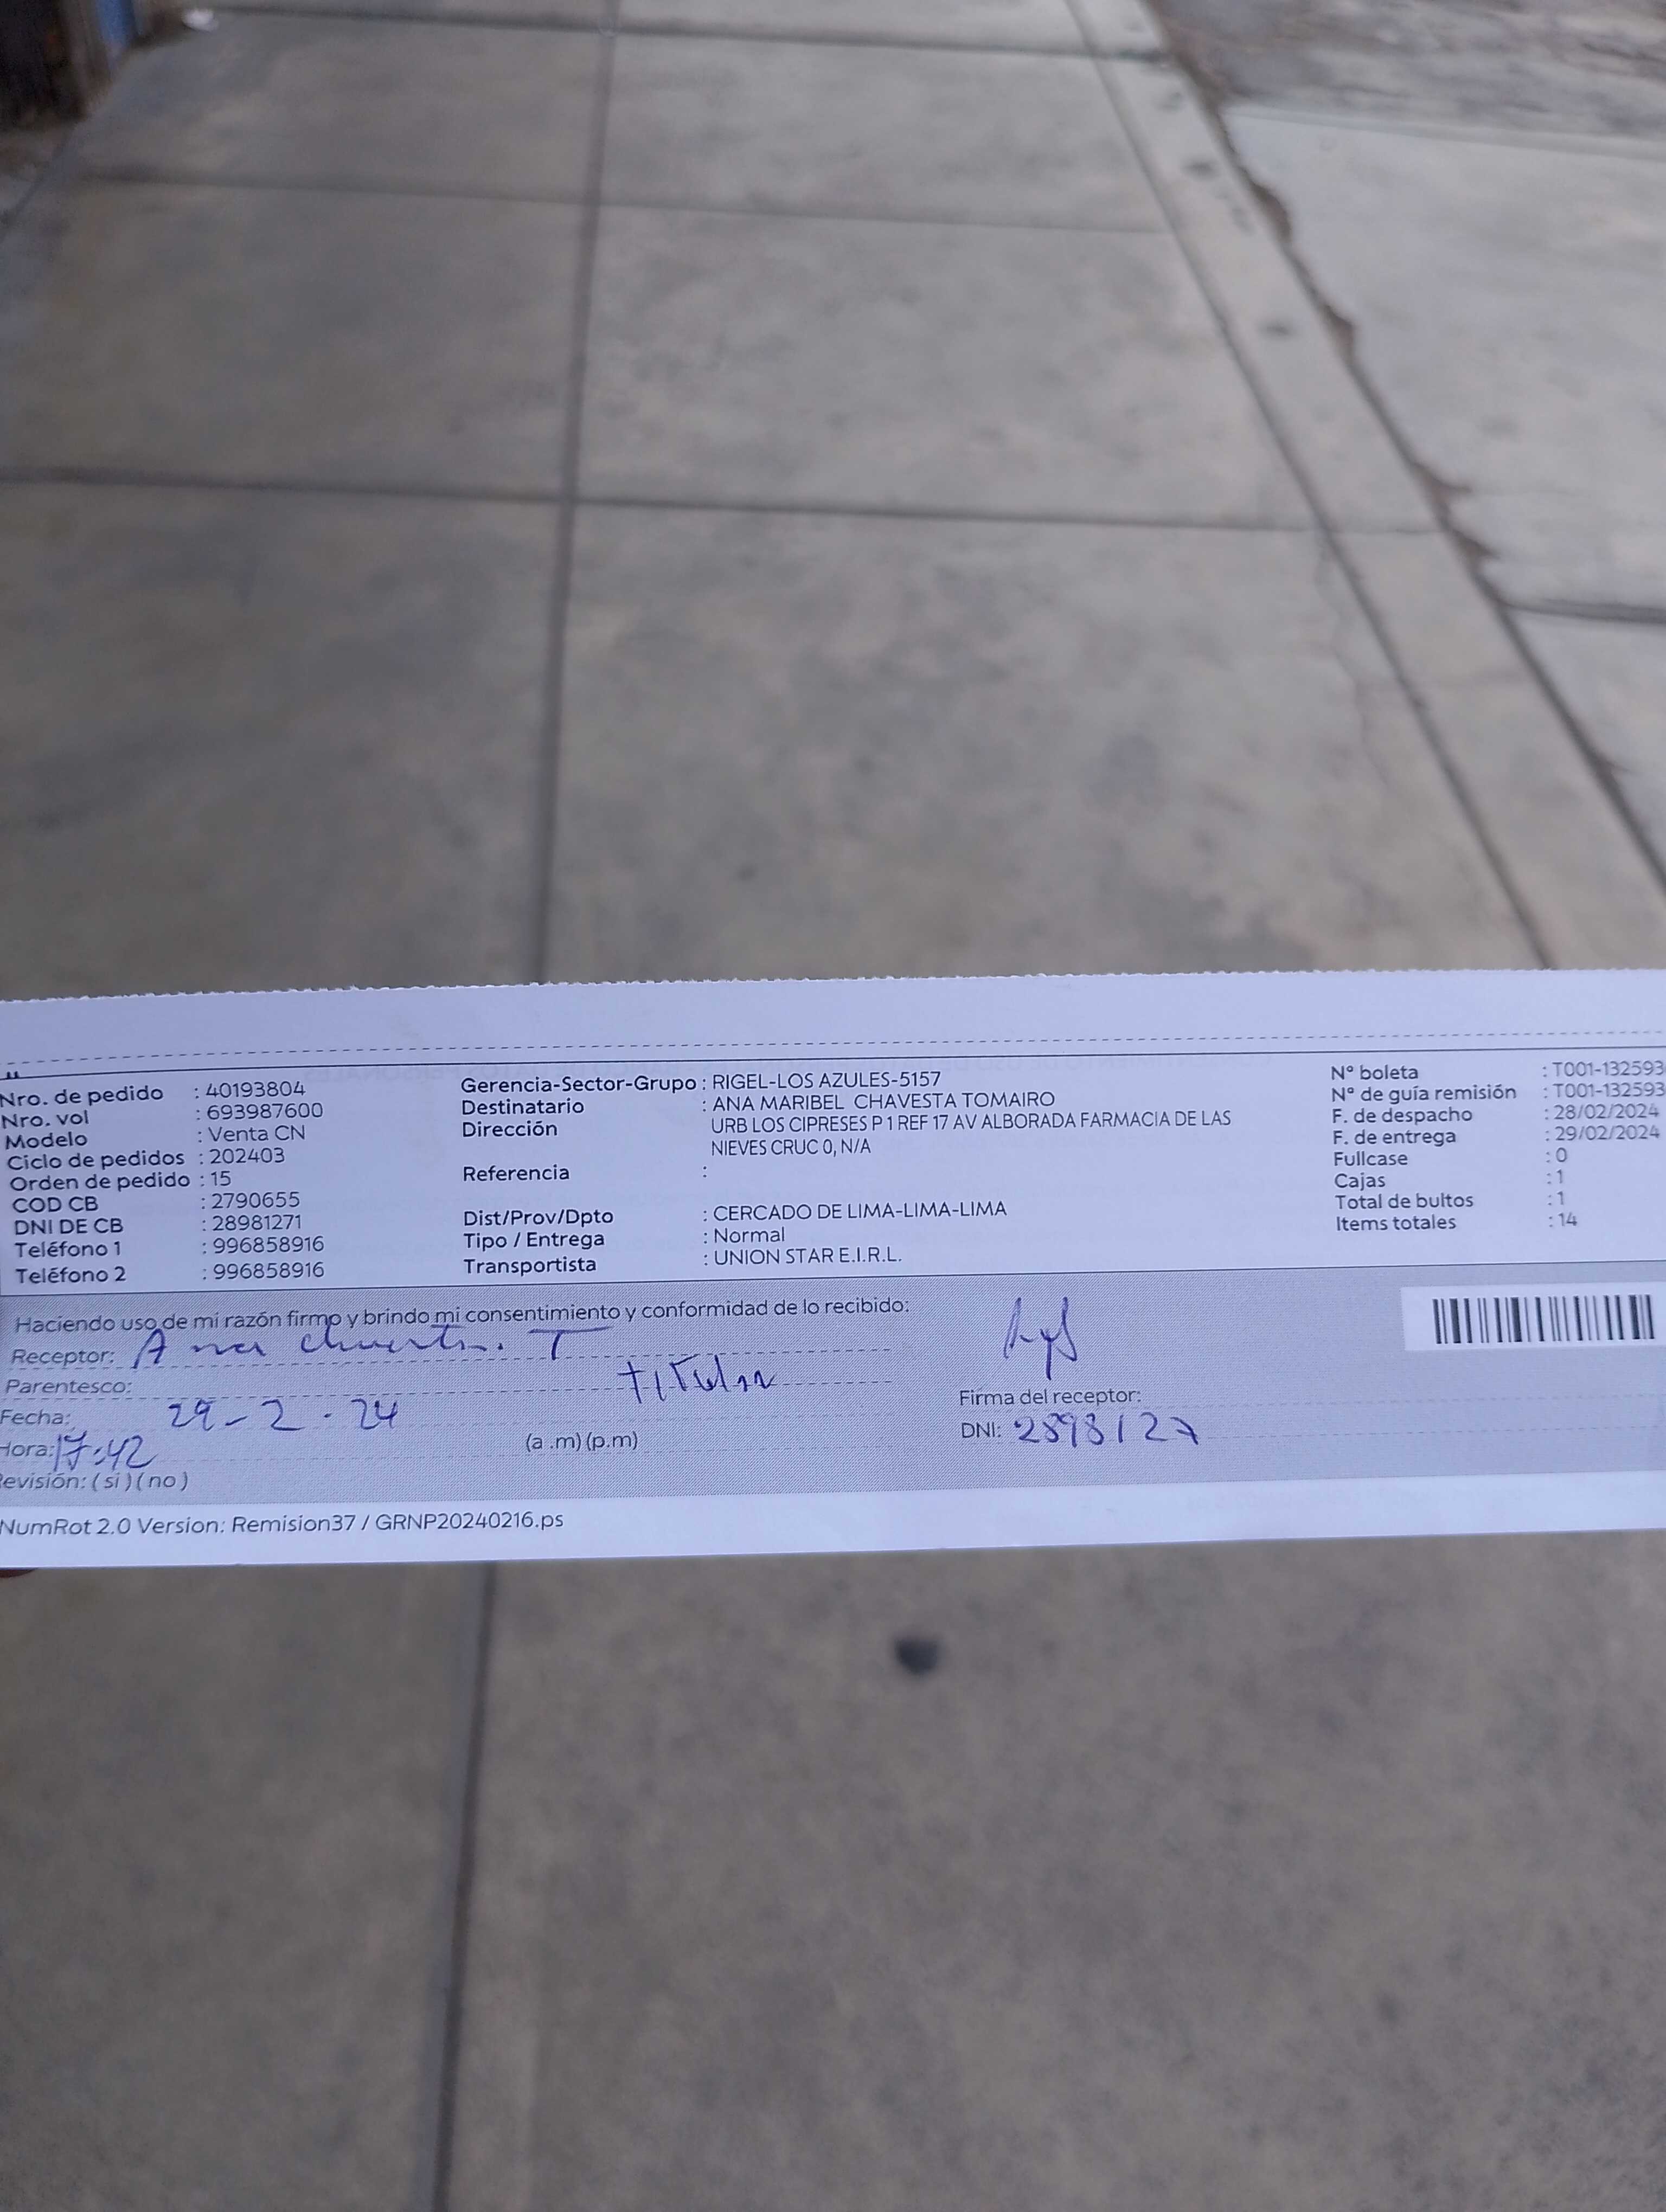 Nro. de pedido : 40193804
Nro. vol : 693987600
Modelo : Venta CN
Ciclo de pedidos : 202403
Orden de pedido : 15
COD CB : 2790655
DNI DE CB : 28981271
Teléfono 1 : 996858916
Teléfono 2 : 996858916
Gerencia-Sector-Grupo : RIGEL-LOS AZULES-5157
Destinatario : ANA MARIBEL CHAVESTA TOMAIRO
Dirección URB LOS CIPRESES P 1 REF 17 AV ALBORADA FARMACIA DE LAS
NIEVES CRUC 0, N/A
Referencia :
Dist/Prov/Dpto : CERCADO DE LIMA-LIMA-LIMA
Tipo / Entrega : Normal
Transportista : UNION STAR E.I.R.L.
N° boleta : T001-132593
N° de guía remisión : T001-132593
F. de despacho : 28/02/2024
F. de entrega : 29/02/2024
Fullcase : 0
Cajas : 1
Total de bultos : 1
Items totales : 14
Haciendo uso de mi razón firmo y brindo mi consentimiento y conformidad de lo recibido:
Receptor: Ana T
Parentesco: titular
Fecha: 29-2-24
Hora: 17:42 (a .m) (p.m)
Revisión: ( si ) ( no )
Firma del receptor:
DNI: 2898127
NumRot 2.0 Version: Remision37 / GRNP20240216.ps